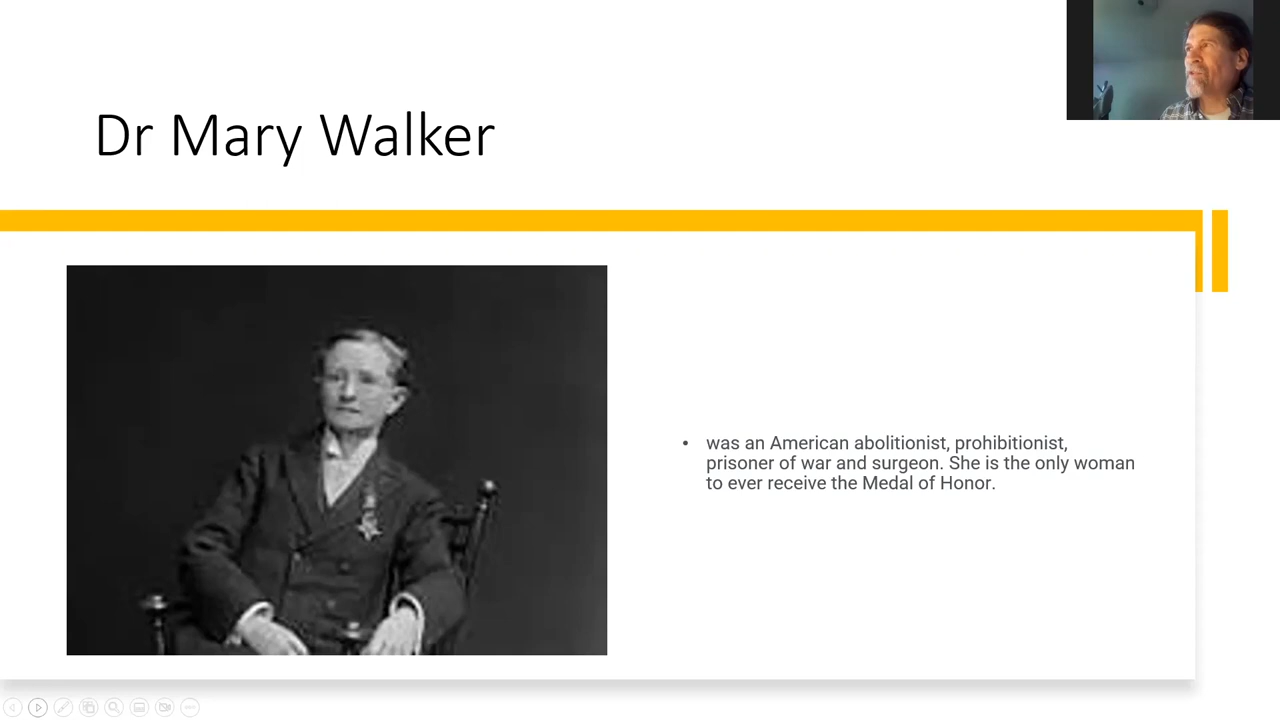 Dr Mary Walker
• was an American abolitionist, prohibitionist,
prisoner of war and surgeon. She is the only woman
to ever receive the Medal of Honor.